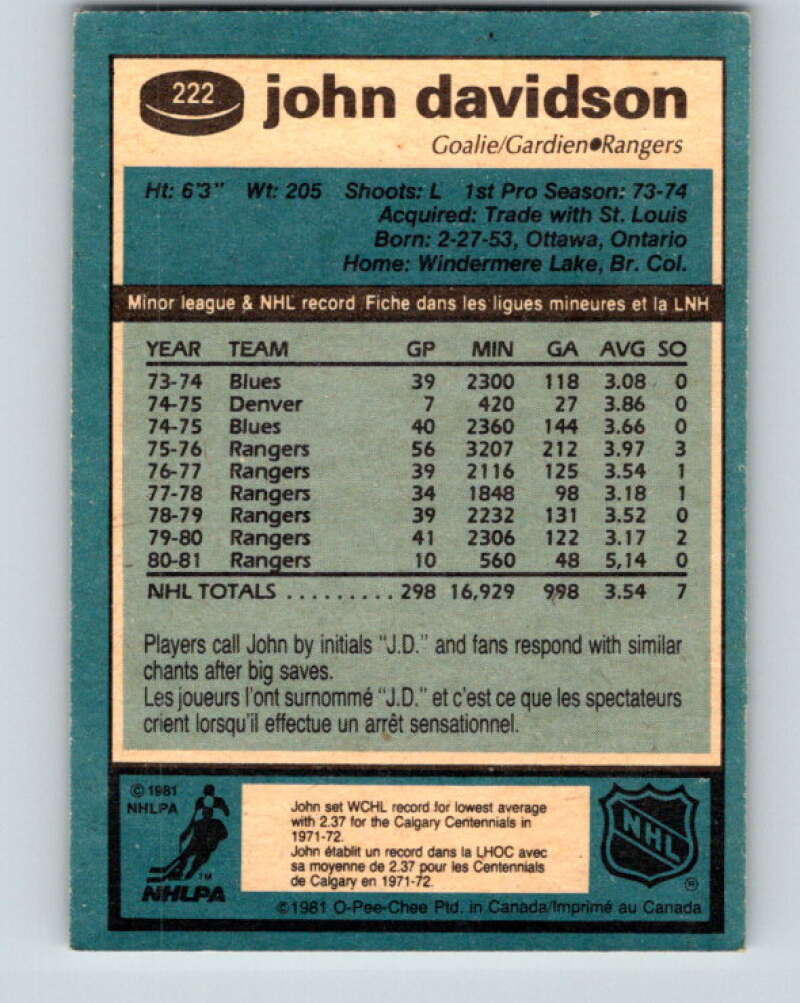 222 john davidson
Goalie/Gardien●Rangers
Ht: 6'3" Wt: 205 Shoots: L 1st Pro Season: 73-74
Acquired: Trade with St. Louis
Born: 2-27-53, Ottawa, Ontario
Home: Windermere Lake, Br. Col.
Minor league & NHL record Fiche dans les ligues mineures et la LNH
YEAR TEAM GP MIN GA AVG SO
73-74 Blues 39 2300 118 3.08 0
74-75 Denver 7 420 27 3.86 0
74-75 Blues 40 2360 144 3.66 0
75-76 Rangers 56 3207 212 3.97 3
76-77 Rangers 39 2116 125 3.54 1
77-78 Rangers 34 1848 98 3.18 1
78-79 Rangers 39 2232 131 3.52 0
79-80 Rangers 41 2306 122 3.17 2
80-81 Rangers 10 560 48 5,14 0
NHL TOTALS ......... 298 16,929 998 3.54 7
Players call John by initials "J.D." and fans respond with similar
chants after big saves.
Les joueurs l'ont surnommé "J.D." et c'est ce que les spectateurs
crient lorsqu'il effectue un arrêt sensationnel.
© 1981
NHLPA
TM
NHLPA
John set WCHL record for lowest average
with 2.37 for the Calgary Centennials in
1971-72.
John établit un record dans la LHOC avec
sa moyenne de 2.37 pour les Centennials
de Calgary en 1971-72.
NHL
®
©1981 O-Pee-Chee Ptd. in Canada/Imprimé au Canada